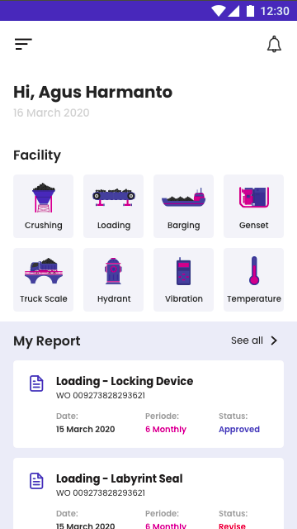 12:30
Hi, Agus Harmanto
16 March 2020
Facility
Crushing Loading Barging Genset
Truck Scale Hydrant Vibration Temperature
My Report See all
Loading - Locking Device
WO 009273828293621
Date: Periode: Status:
15 March 2020 6 Monthly Approved
Loading - Labyrint Seal
WO 009273828293621
Date: Periode: Status:
15 March 2020 6 Monthly Revise